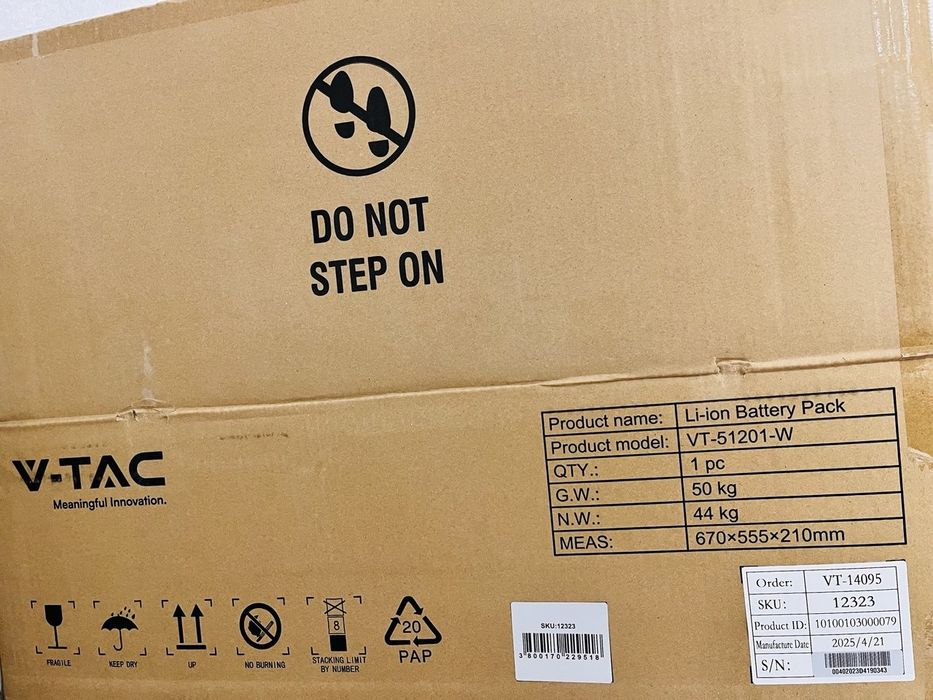 DO NOT
STEP ON
V-TAC
Meaningful Innovation.
Product name: Li-ion Battery Pack
Product model: VT-51201-W
QTY.: 1 pc
G.W.: 50 kg
N.W.: 44 kg
MEAS: 670×555×210mm
FRAGILE
KEEP DRY
UP
NO BURNING
8
STACKING LIMIT
BY NUMBER
20
PAP
SKU:12323
3800170229518
Order: VT-14095
SKU: 12323
Product ID: 10100103000079
Manufacture Date 2025/4/21
S/N:
0040202304190343